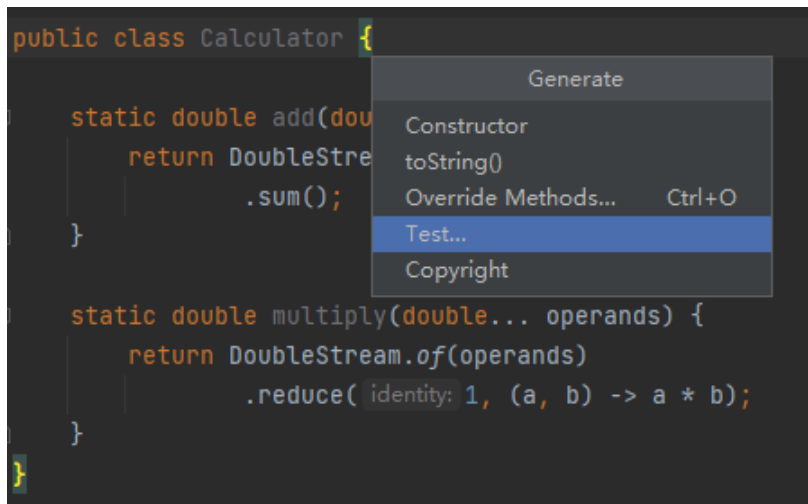 public class Calculator {
Generate
static double add(dou
Constructor
return DoubleStre
toString()
.sum();
Override Methods... Ctrl+O
}
Test...
Copyright
static double multiply(double... operands) {
return DoubleStream.of(operands)
.reduce( identity: 1, (a, b) -> a * b);
}
}